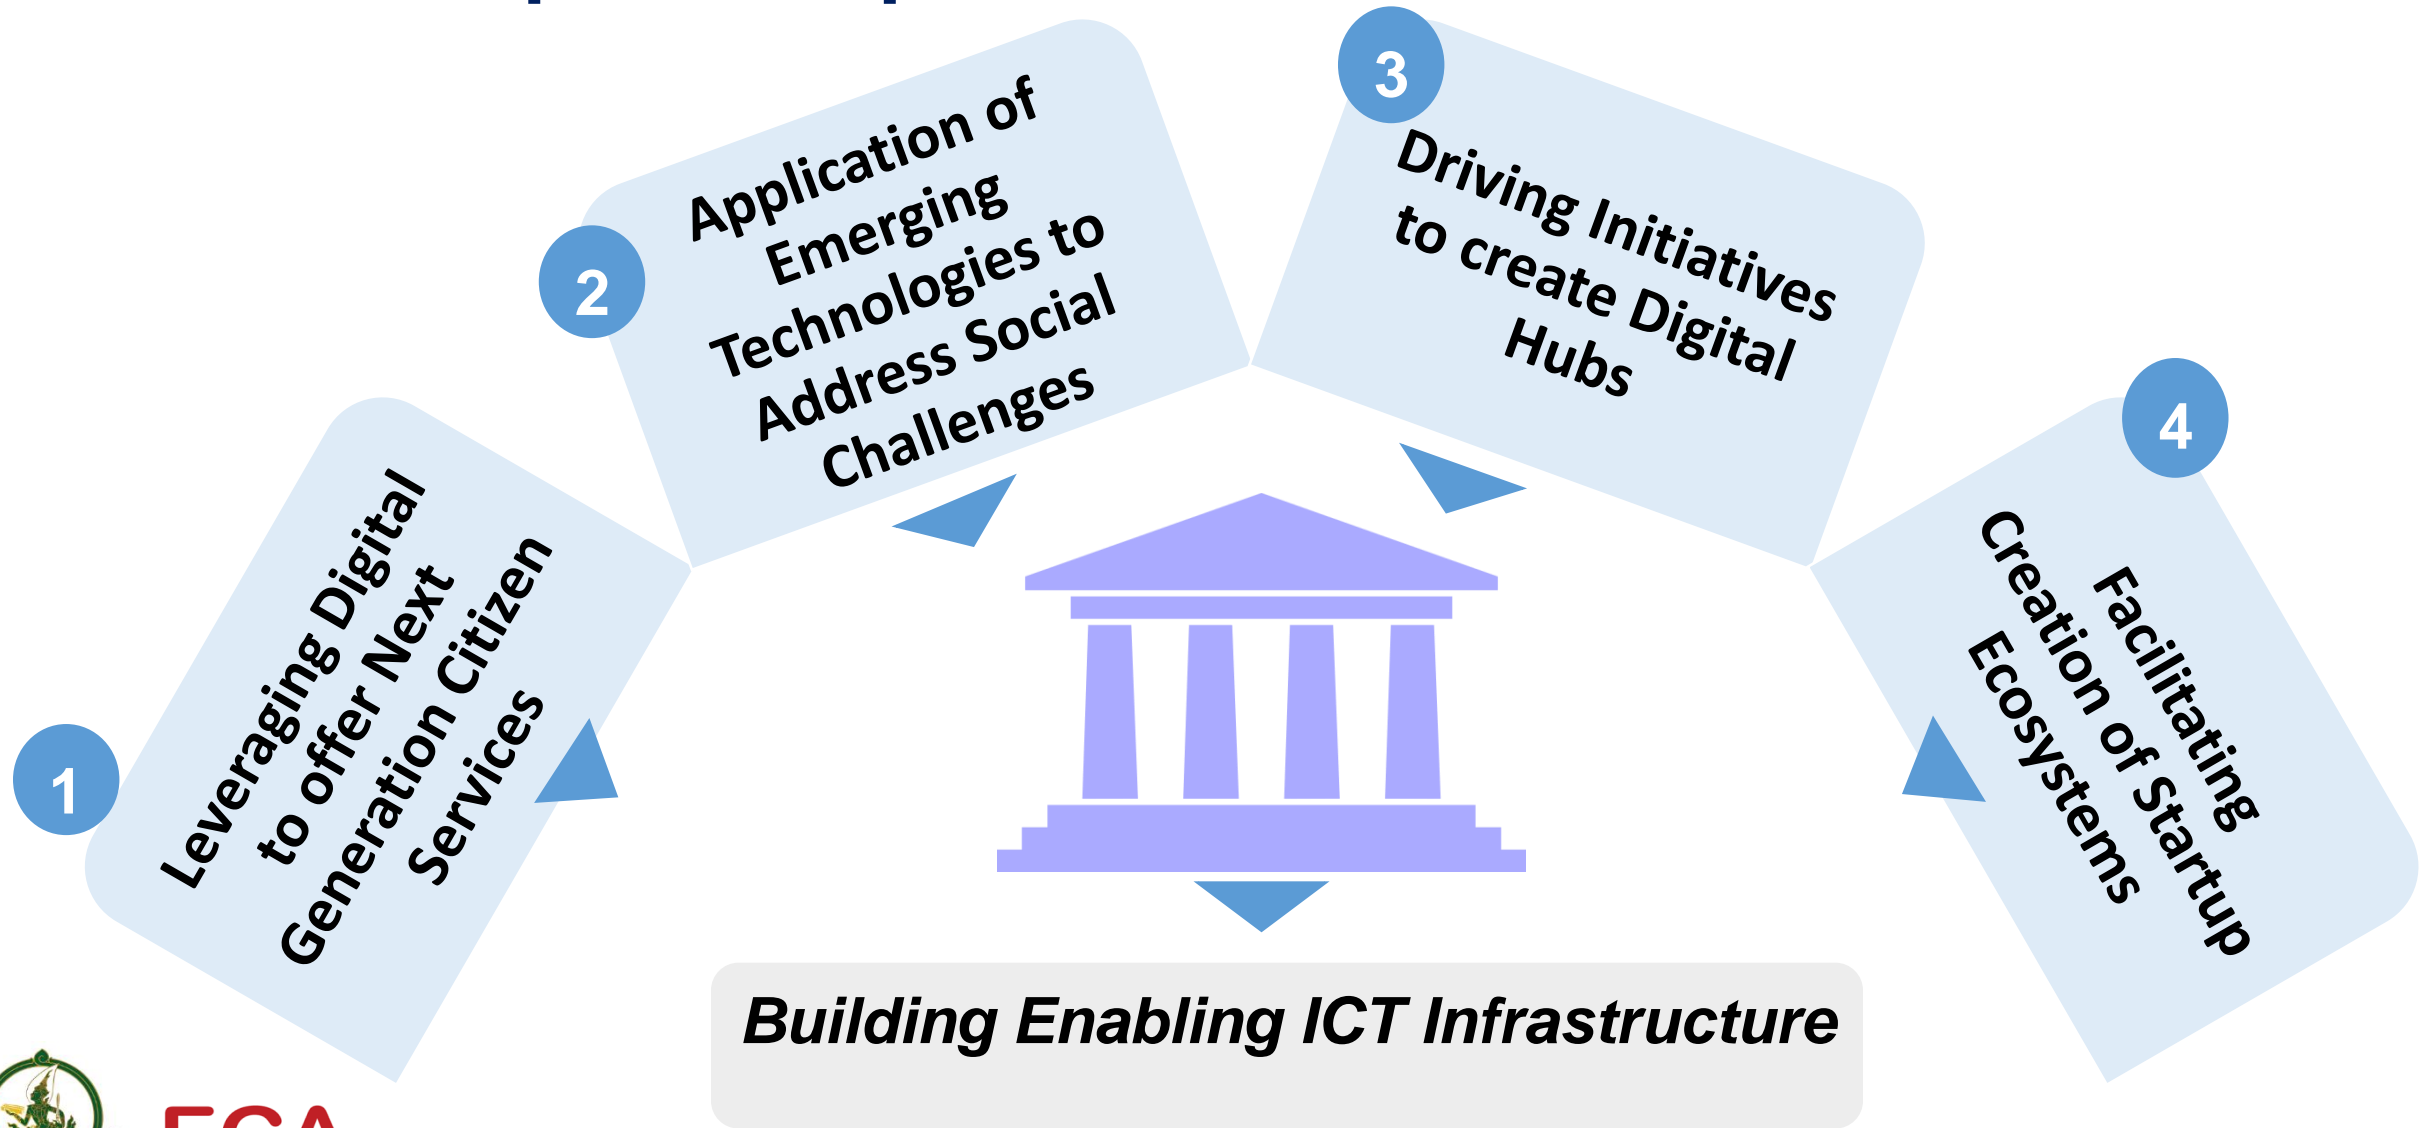 1
Leveraging Digital
to offer Next
Generation Citizen
Services
2
Application of
Emerging
Technologies to
Address Social
Challenges
3
Driving Initiatives
to create Digital
Hubs
4
Facilitating
Creation of Startup
Ecosystems
Building Enabling ICT Infrastructure